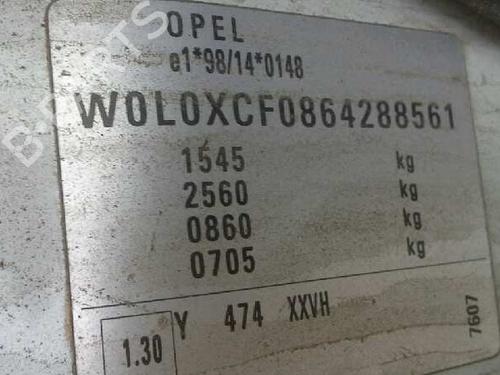 OPEL
e1*98/14*0148
W0L0XCF0864288561
1545 kg
2560 kg
0860 kg
0705 kg
Y 474 XXVH
1.30
7607
B-PARTS